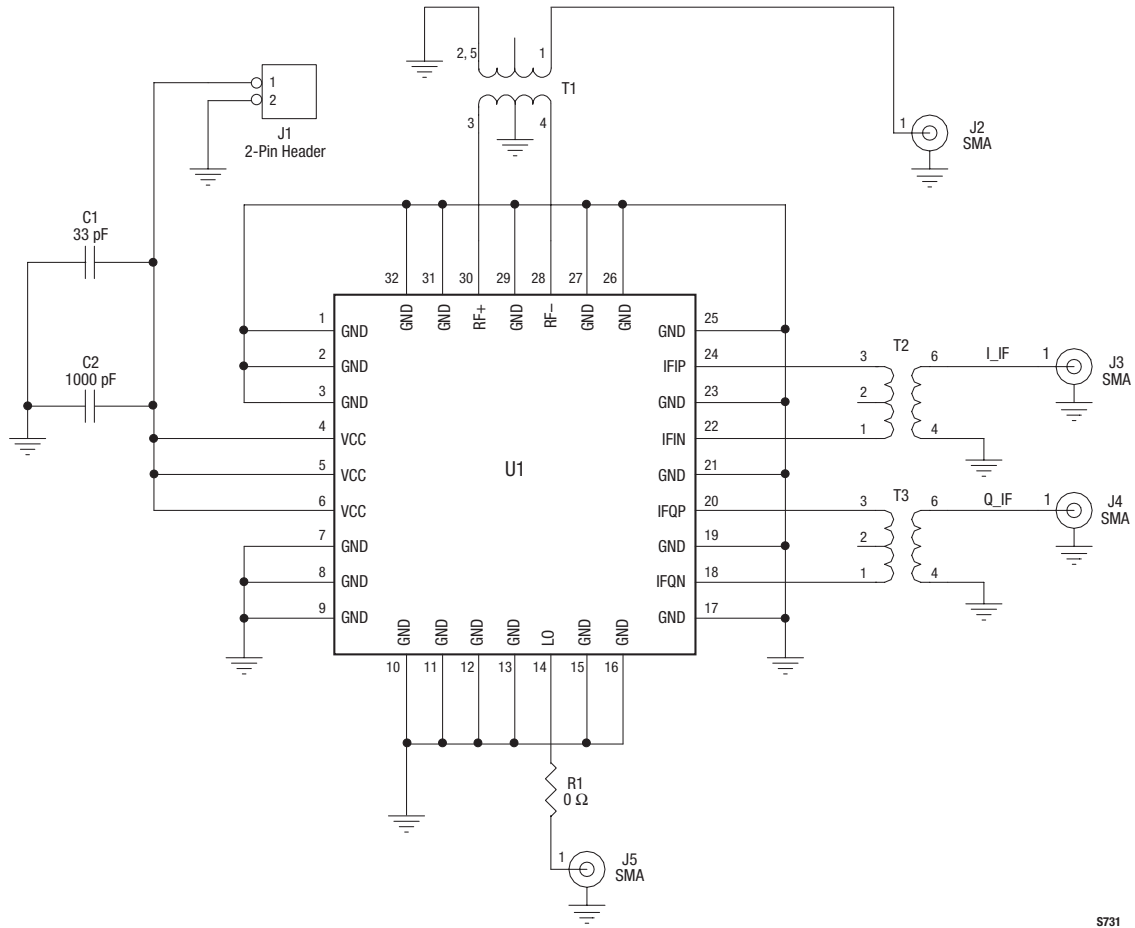 2, 5
1
T1
3
4
1
2
J1
2-Pin Header
1
J2
SMA
C1
33 pF
C2
1000 pF
32
31
30
29
28
27
26
GND
GND
RF+
GND
RF–
GND
GND
1
GND
2
GND
3
GND
4
VCC
5
VCC
6
VCC
7
GND
8
GND
9
GND
U1
25
GND
24
IFIP
23
GND
22
IFIN
21
GND
20
IFQP
19
GND
18
IFQN
17
GND
GND
GND
GND
GND
LO
GND
GND
10
11
12
13
14
15
16
T2
3
2
1
6
4
I_IF
1
J3
SMA
T3
3
2
1
6
4
Q_IF
1
J4
SMA
R1
0 Ω
1
J5
SMA
S731